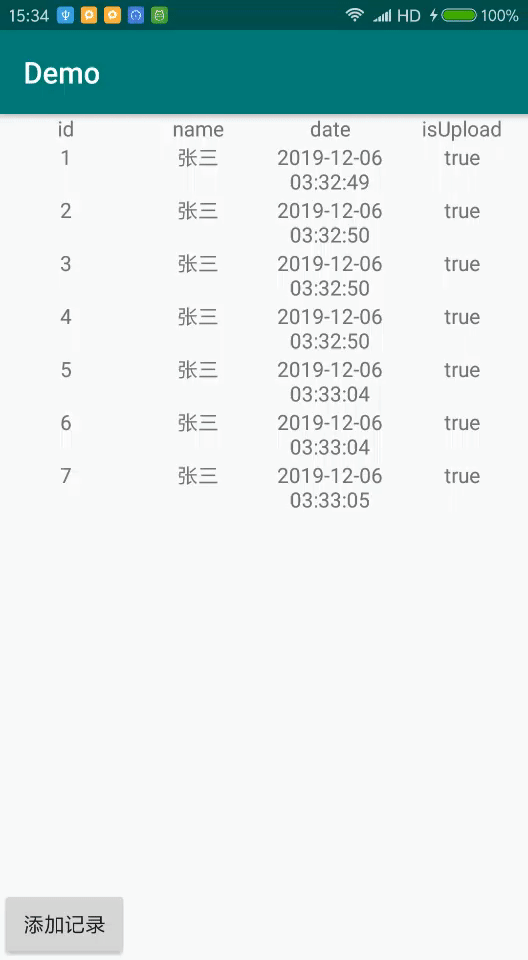 15:34 HD 100%
Demo
id name date isUpload
1 张三 2019-12-06 true
03:32:49
2 张三 2019-12-06 true
03:32:50
3 张三 2019-12-06 true
03:32:50
4 张三 2019-12-06 true
03:32:50
5 张三 2019-12-06 true
03:33:04
6 张三 2019-12-06 true
03:33:04
7 张三 2019-12-06 true
03:33:05
添加记录